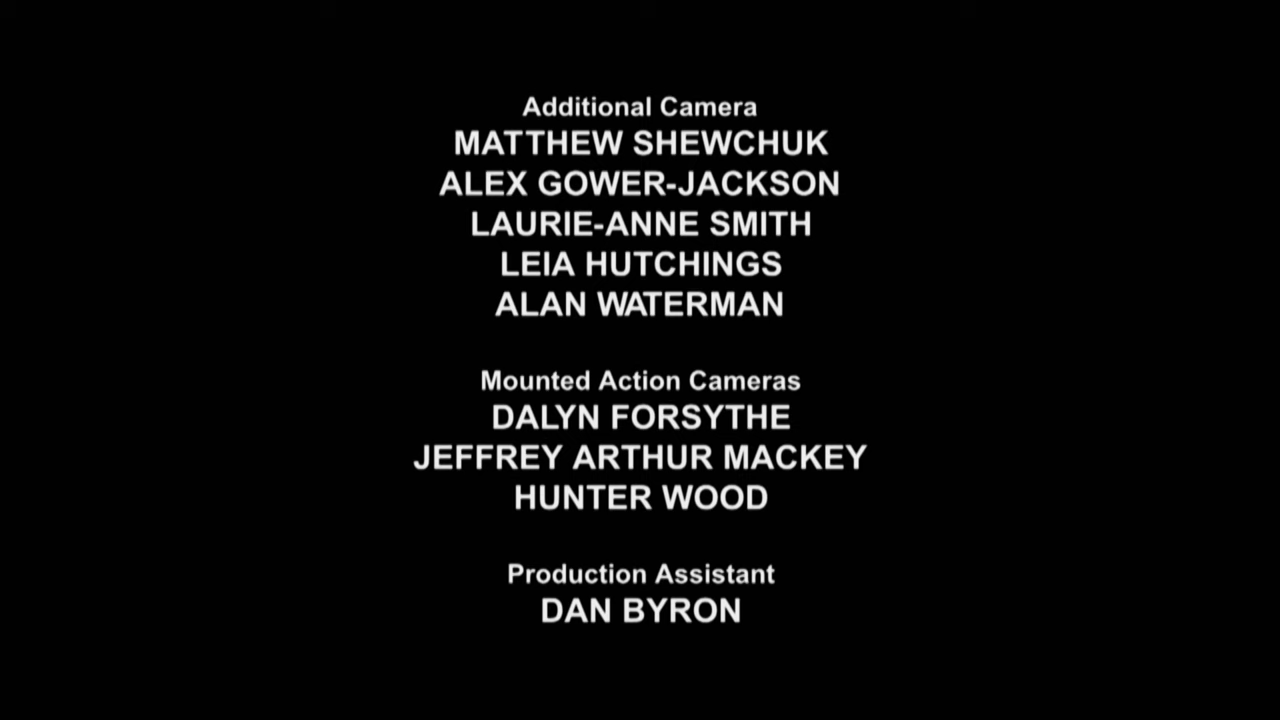 Additional Camera
MATTHEW SHEWCHUK
ALEX GOWER-JACKSON
LAURIE-ANNE SMITH
LEIA HUTCHINGS
ALAN WATERMAN
Mounted Action Cameras
DALYN FORSYTHE
JEFFREY ARTHUR MACKEY
HUNTER WOOD
Production Assistant
DAN BYRON